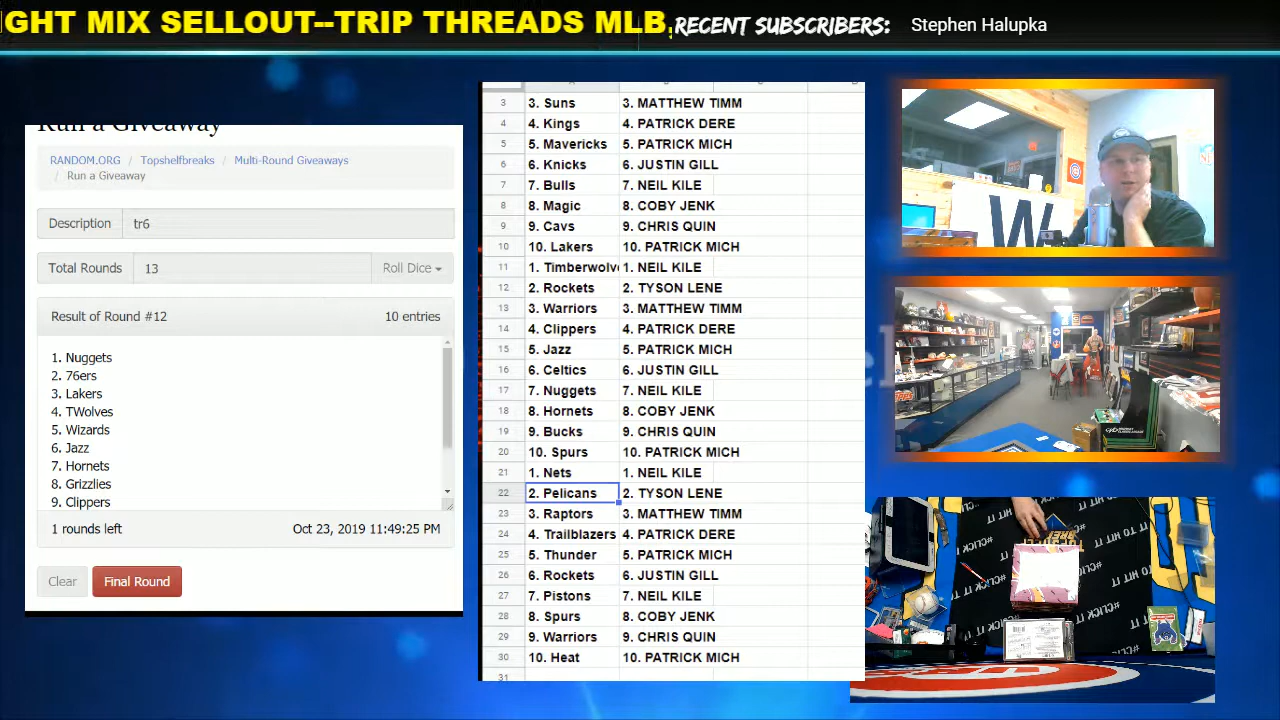 GHT MIX SELLOUT--TRIP THREADS MLB,
RECENT SUBSCRIBERS: Stephen Halupka
Run a Giveaway
RANDOM.ORG / Topshelfbreaks / Multi-Round Giveaways
/ Run a Giveaway
Description tr6
Total Rounds 13 Roll Dice
Result of Round #12 10 entries
1. Nuggets
2. 76ers
3. Lakers
4. TWolves
5. Wizards
6. Jazz
7. Hornets
8. Grizzlies
9. Clippers
1 rounds left Oct 23, 2019 11:49:25 PM
Clear Final Round
3 3. Suns 3. MATTHEW TIMM
4 4. Kings 4. PATRICK DERE
5 5. Mavericks 5. PATRICK MICH
6 6. Knicks 6. JUSTIN GILL
7 7. Bulls 7. NEIL KILE
8 8. Magic 8. COBY JENK
9 9. Cavs 9. CHRIS QUIN
10 10. Lakers 10. PATRICK MICH
11 1. Timberwolv 1. NEIL KILE
12 2. Rockets 2. TYSON LENE
13 3. Warriors 3. MATTHEW TIMM
14 4. Clippers 4. PATRICK DERE
15 5. Jazz 5. PATRICK MICH
16 6. Celtics 6. JUSTIN GILL
17 7. Nuggets 7. NEIL KILE
18 8. Hornets 8. COBY JENK
19 9. Bucks 9. CHRIS QUIN
20 10. Spurs 10. PATRICK MICH
21 1. Nets 1. NEIL KILE
22 2. Pelicans 2. TYSON LENE
23 3. Raptors 3. MATTHEW TIMM
24 4. Trailblazers 4. PATRICK DERE
25 5. Thunder 5. PATRICK MICH
26 6. Rockets 6. JUSTIN GILL
27 7. Pistons 7. NEIL KILE
28 8. Spurs 8. COBY JENK
29 9. Warriors 9. CHRIS QUIN
30 10. Heat 10. PATRICK MICH
31
W
#CLICK IT TO HIT IT